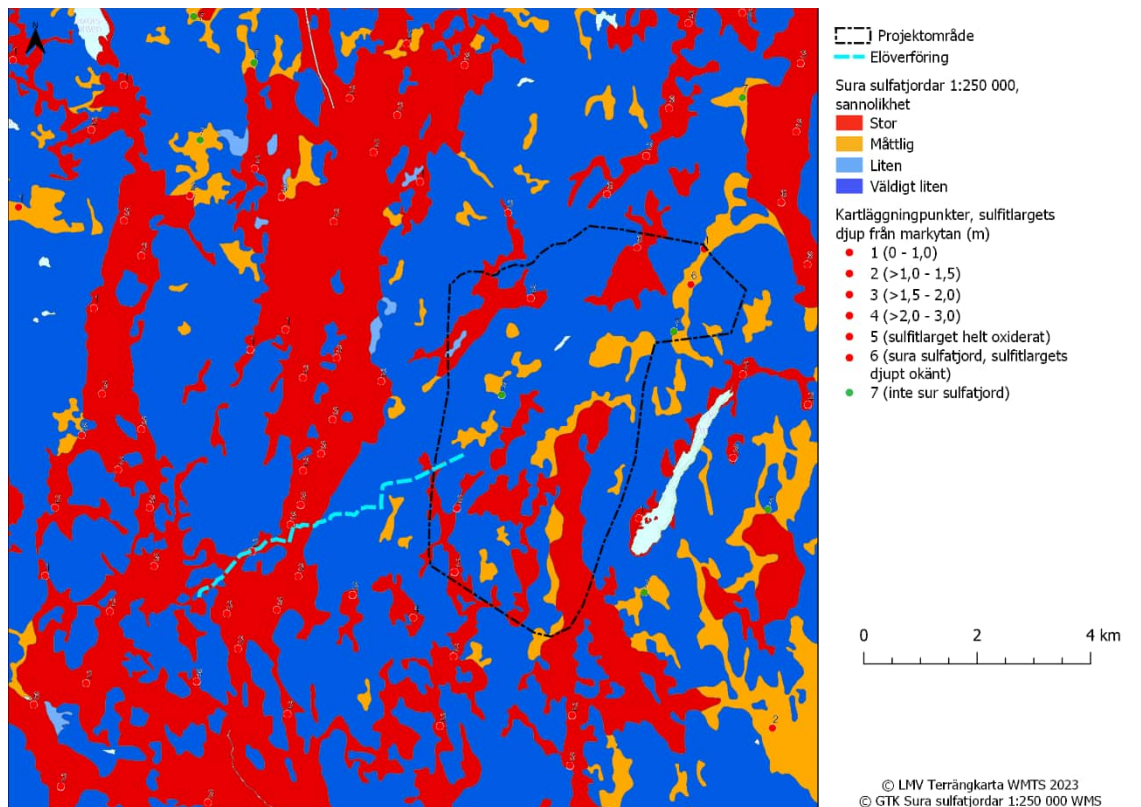 N
Projektområde
Elöverföring
Sura sulfatjordar 1:250 000,
sannolikhet
Stor
Måttlig
Liten
Väldigt liten
Kartläggningpunkter, sulfitlargets
djup från markytan (m)
1 (0 - 1,0)
2 (>1,0 - 1,5)
3 (>1,5 - 2,0)
4 (>2,0 - 3,0)
5 (sulfitlarget helt oxiderat)
6 (sura sulfatjord, sulfitlargets
djupt okänt)
7 (inte sur sulfatjord)
0 2 4 km
© LMV Terrängkarta WMTS 2023
© GTK Sura sulfatjordar 1:250 000 WMS